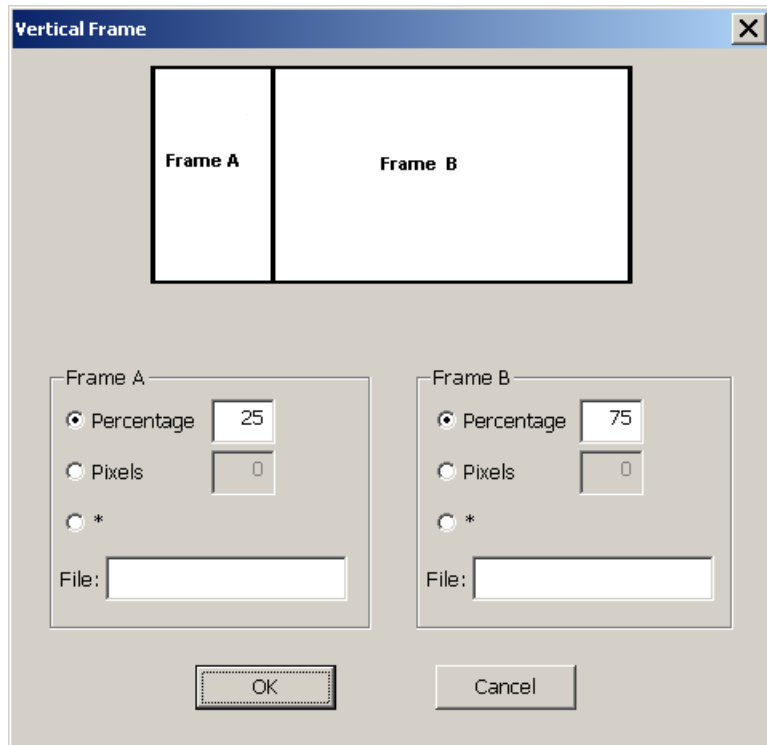 Vertical Frame
Frame A
Frame B
Frame A
Percentage 25
Pixels 0
*
File:
Frame B
Percentage 75
Pixels 0
*
File:
OK
Cancel